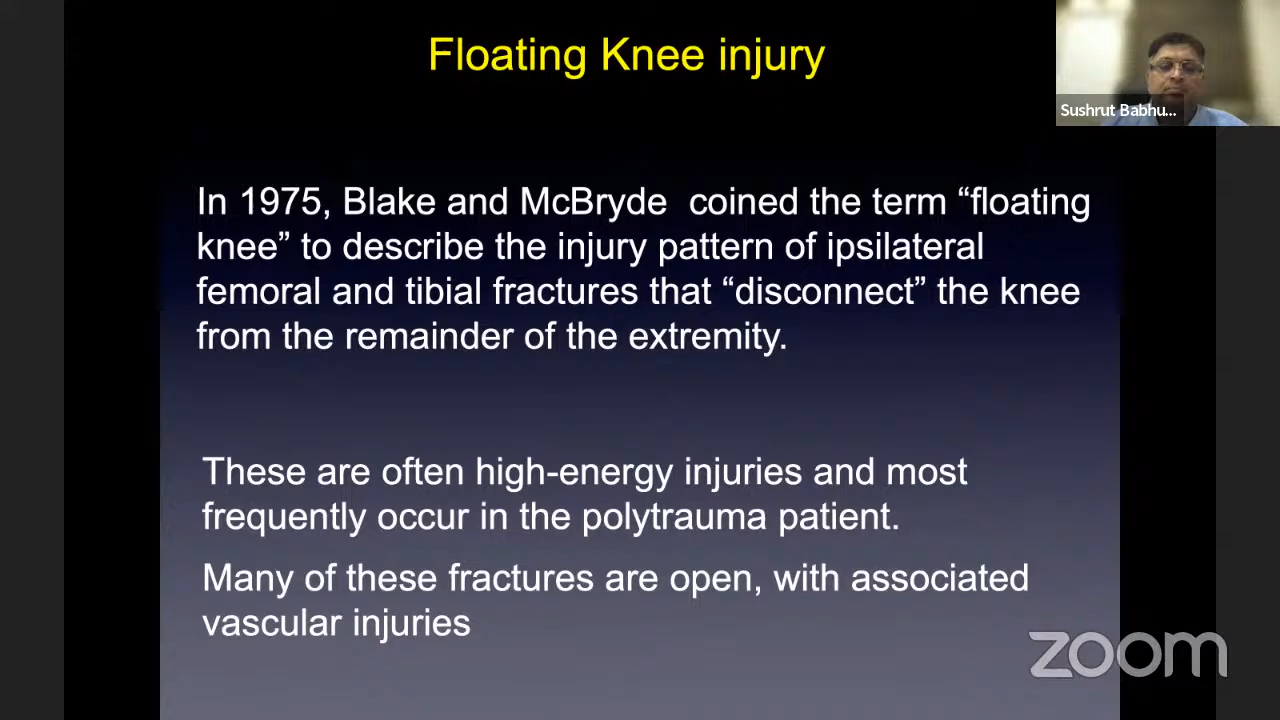 Floating Knee injury
Sushrut Babhu...
In 1975, Blake and McBryde coined the term “floating
knee” to describe the injury pattern of ipsilateral
femoral and tibial fractures that “disconnect” the knee
from the remainder of the extremity.
These are often high-energy injuries and most
frequently occur in the polytrauma patient.
Many of these fractures are open, with associated
vascular injuries
zoom